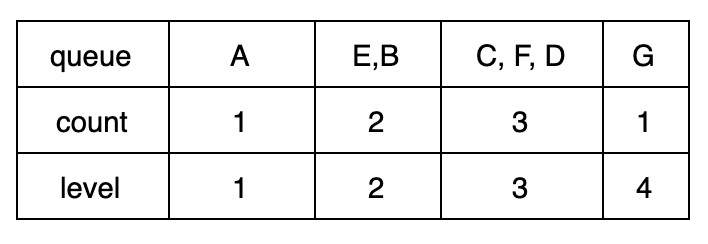 queue A E,B C, F, D G
count 1 2 3 1
level 1 2 3 4